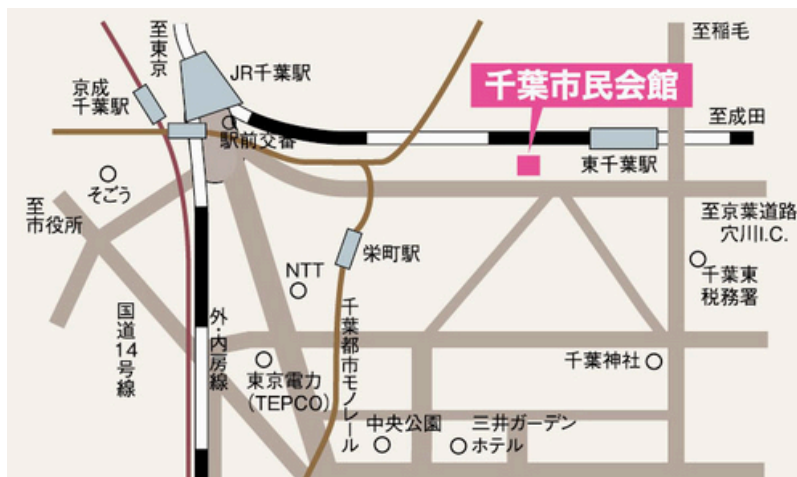 至東京
JR千葉駅
至稲毛
京成
千葉駅
千葉市民会館
至成田
駅前交番
東千葉駅
そごう
至
市役所
至京葉道路
穴川I.C.
栄町駅
NTT
千葉東
税務署
国道14号線
外・内房線
千葉都市モノレール
千葉神社
東京電力
(TEPCO)
中央公園
三井ガーデン
ホテル